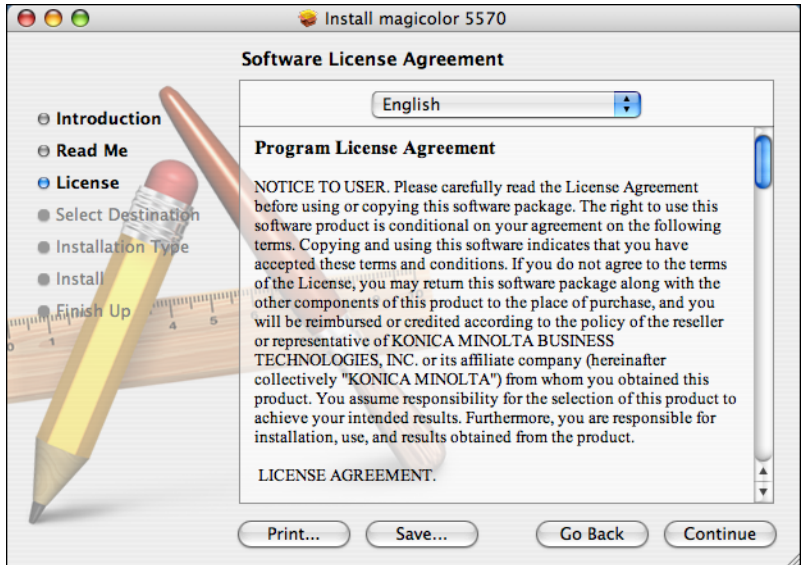 Install magicolor 5570
Software License Agreement
Introduction
Read Me
License
Select Destination
Installation Type
Install
Finish Up
English
Program License Agreement
NOTICE TO USER. Please carefully read the License Agreement
before using or copying this software package. The right to use this
software product is conditional on your agreement on the following
terms. Copying and using this software indicates that you have
accepted these terms and conditions. If you do not agree to the terms
of the License, you may return this software package along with the
other components of this product to the place of purchase, and you
will be reimbursed or credited according to the policy of the reseller
or representative of KONICA MINOLTA BUSINESS
TECHNOLOGIES, INC. or its affiliate company (hereinafter
collectively "KONICA MINOLTA") from whom you obtained this
product. You assume responsibility for the selection of this product to
achieve your intended results. Furthermore, you are responsible for
installation, use, and results obtained from the product.
LICENSE AGREEMENT.
0 1 4 5
Print... Save... Go Back Continue